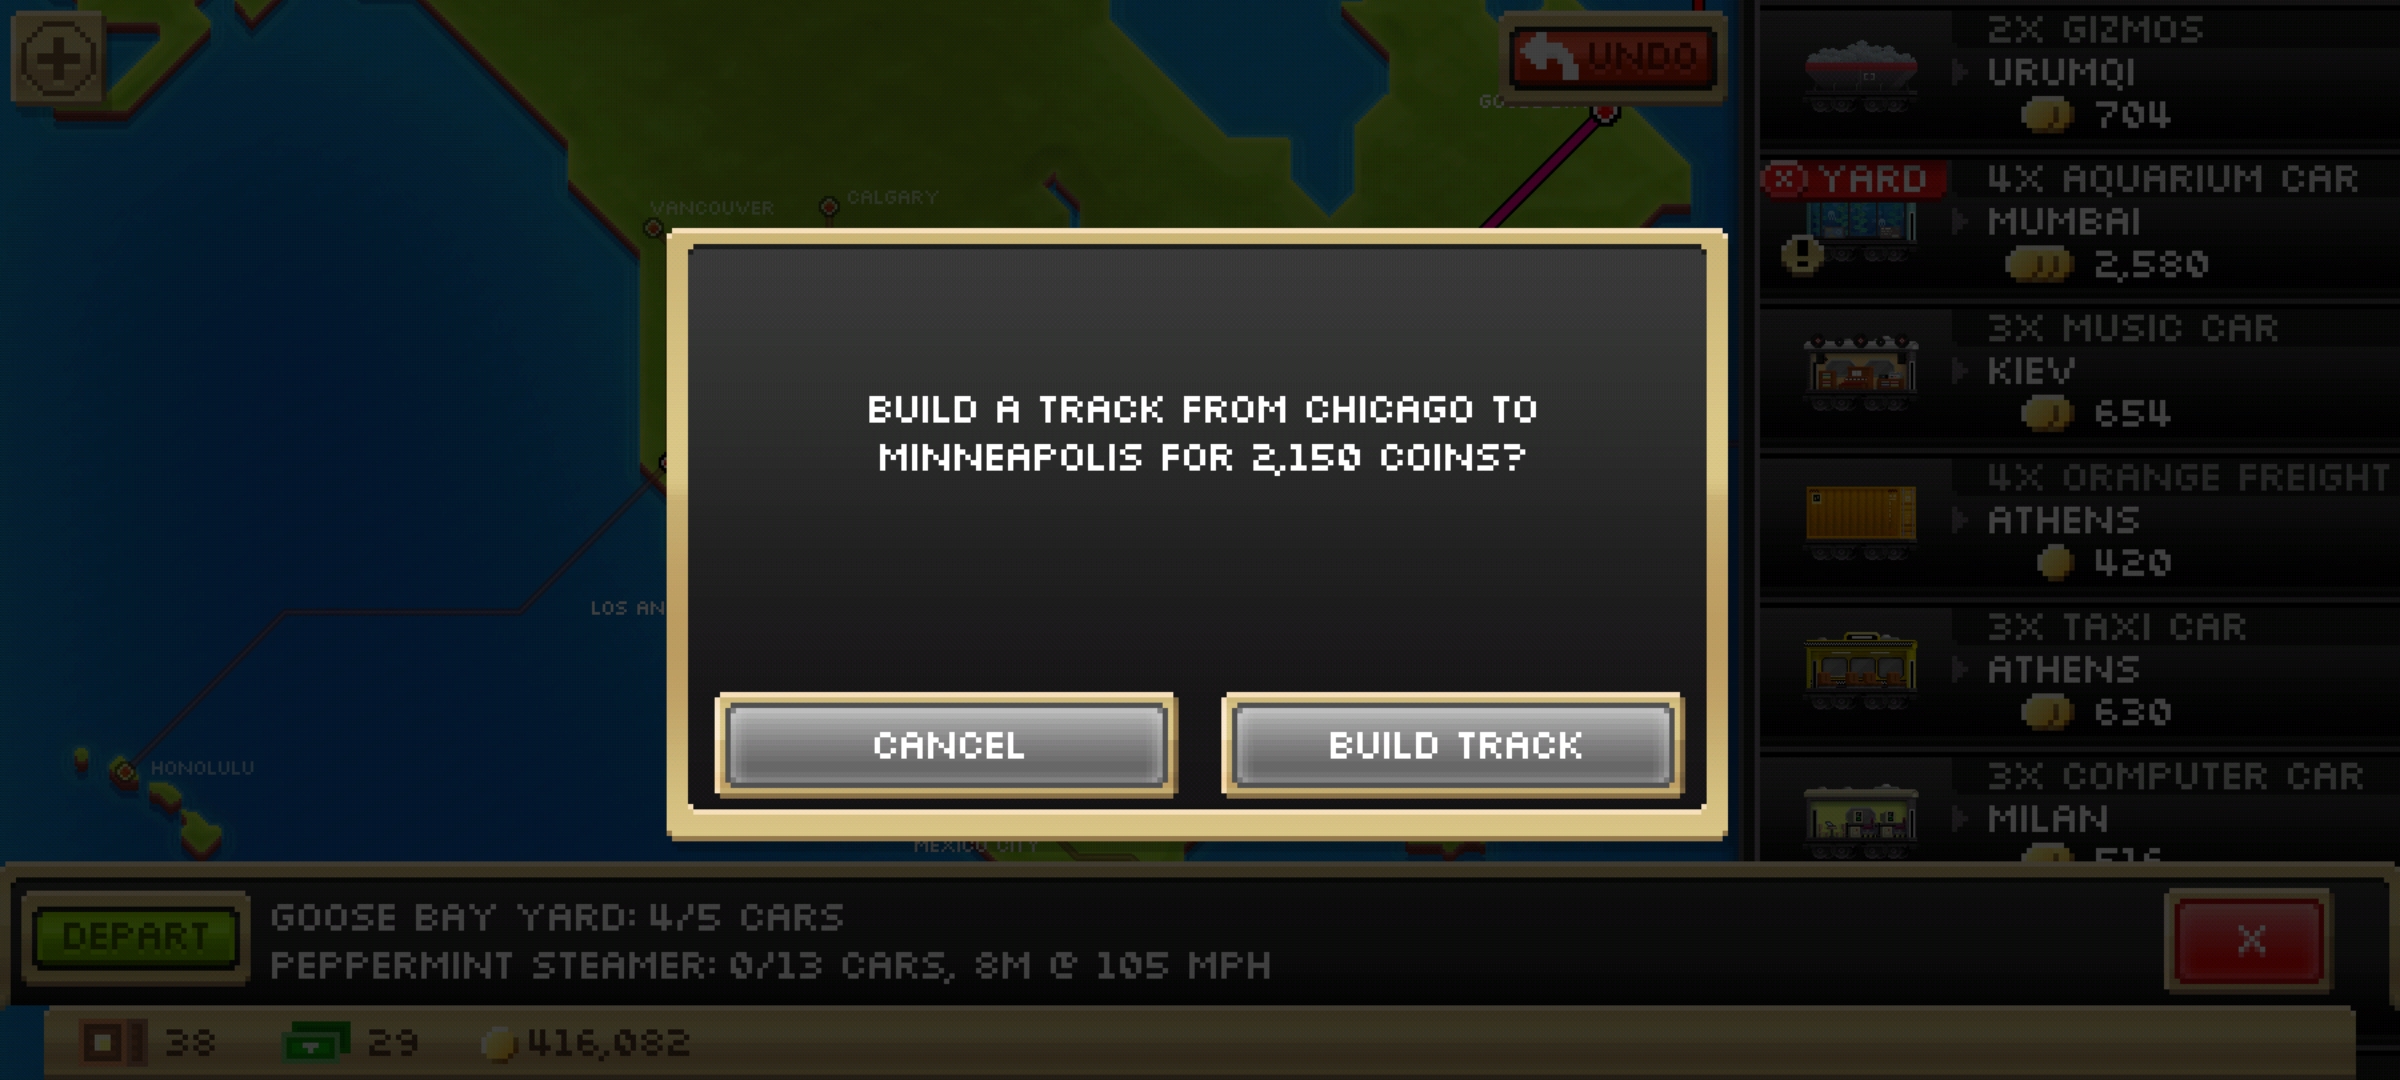 UNDO
VANCOUVER
CALGARY
LOS AN
HONOLULU
MEXICO CITY
BUILD A TRACK FROM CHICAGO TO
MINNEAPOLIS FOR 2,150 COINS?
CANCEL
BUILD TRACK
2X GIZMOS
URUMQI
704
YARD
4X AQUARIUM CAR
MUMBAI
2,580
3X MUSIC CAR
KIEV
654
4X ORANGE FREIGHT
ATHENS
420
3X TAXI CAR
ATHENS
630
3X COMPUTER CAR
MILAN
516
DEPART
GOOSE BAY YARD: 4/5 CARS
PEPPERMINT STEAMER: 0/13 CARS, 8M @ 105 MPH
X
38
29
416,082